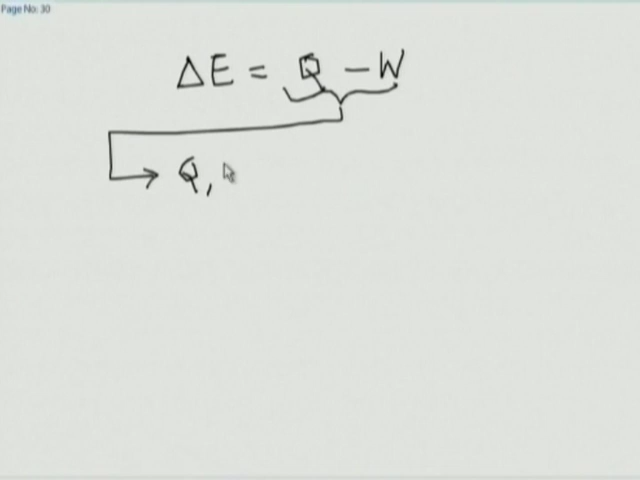 Page No: 30
ΔE = Q - W
Q,